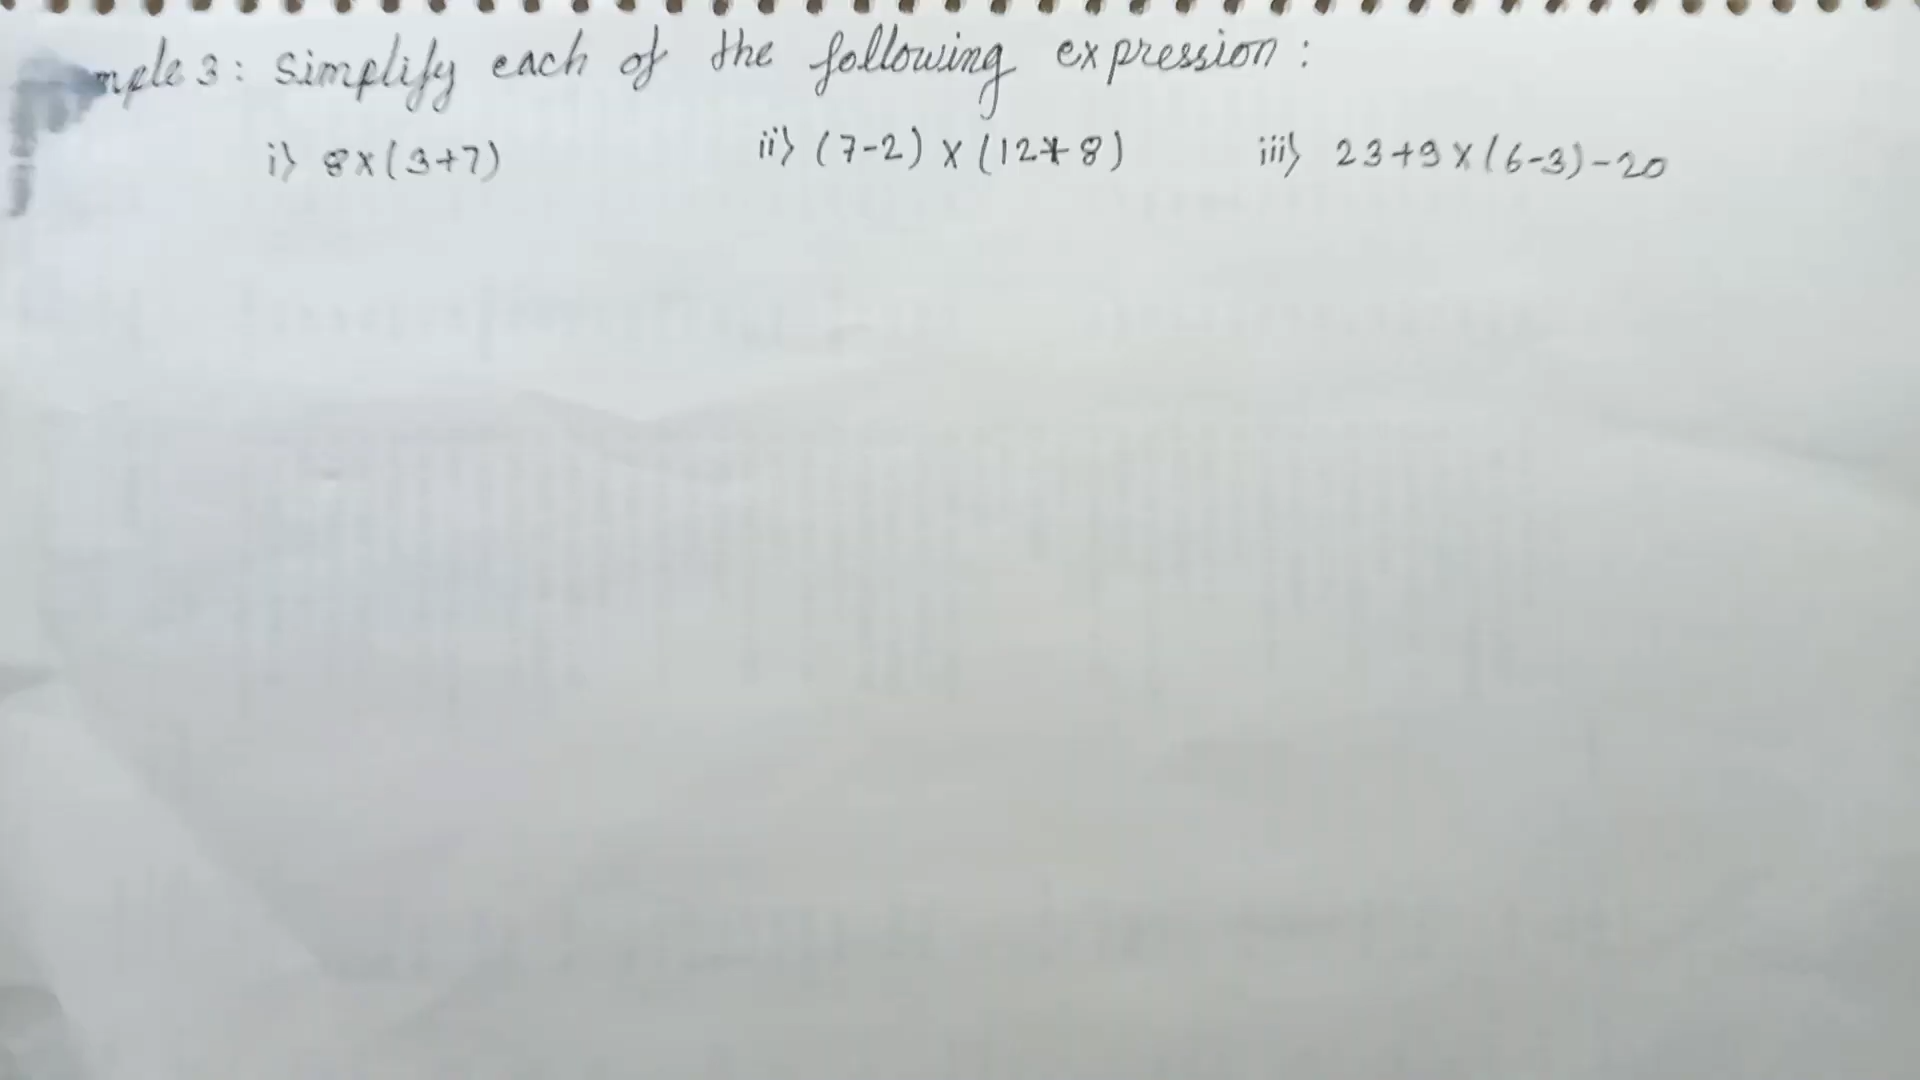 mple 3: Simplify each of the following expression:
i) 8×(3+7) ii) (7-2) × (12+8) iii) 23+9×(6-3)-20